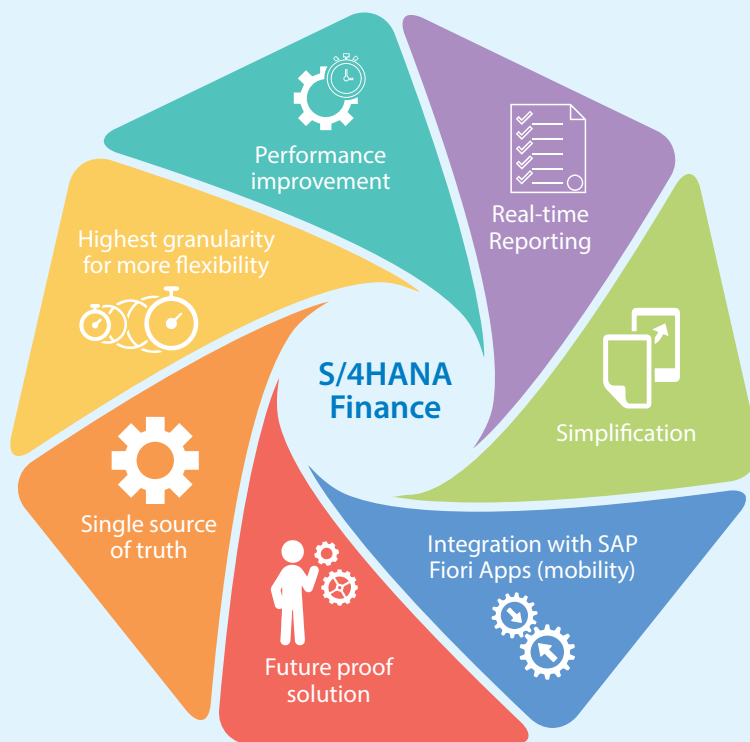 Performance
improvement
Real-time
Reporting
Highest granularity
for more flexibility
S/4HANA
Finance
Simplification
Single source
of truth
Integration with SAP
Fiori Apps (mobility)
Future proof
solution